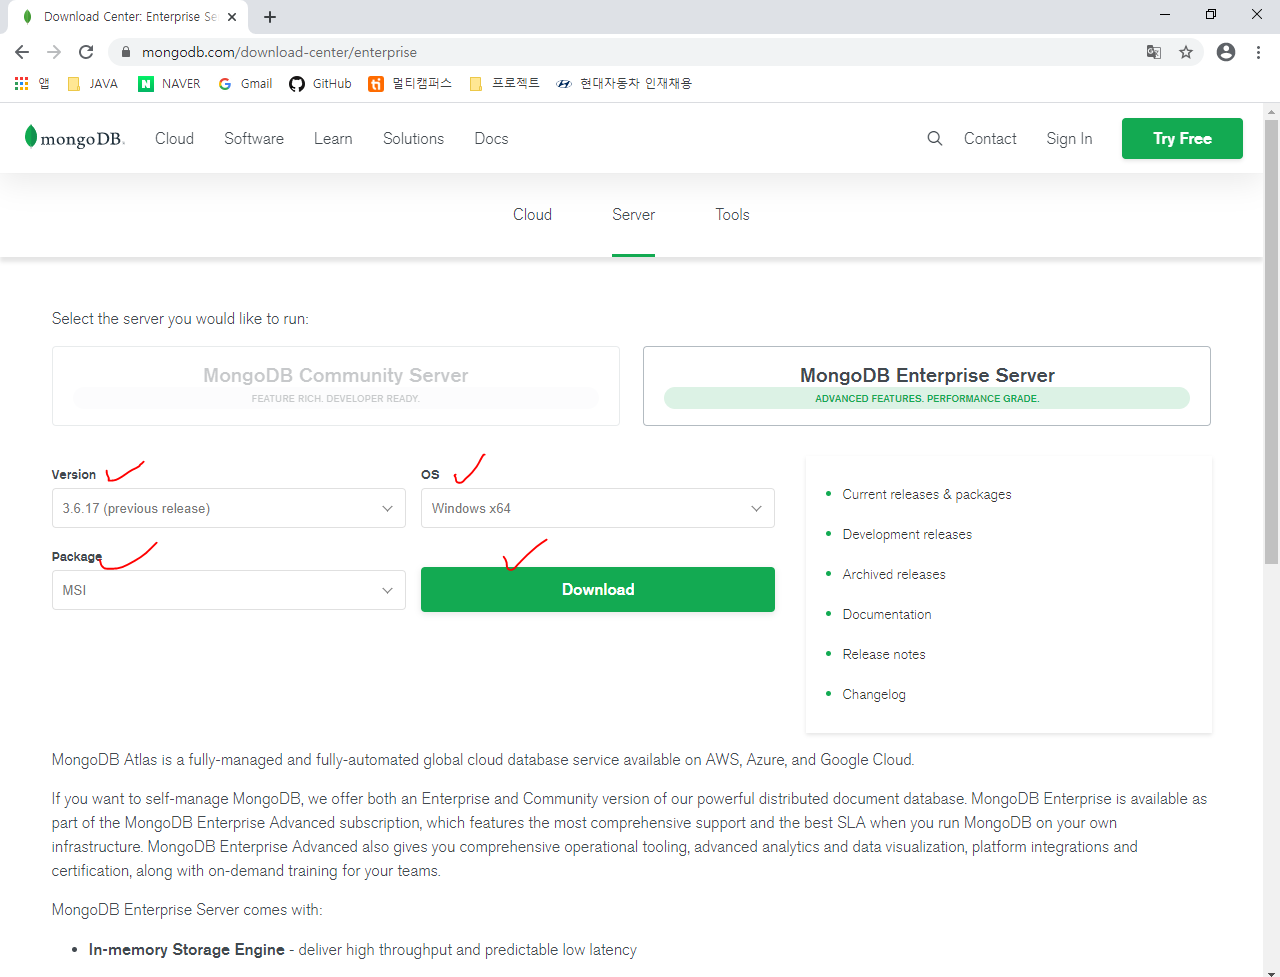 Download Center: Enterprise Se
mongodb.com/download-center/enterprise
앱 JAVA NAVER Gmail GitHub 멀티캠퍼스 프로젝트 현대자동차 인재채용
mongoDB. Cloud Software Learn Solutions Docs Contact Sign In Try Free
Cloud Server Tools
Select the server you would like to run:
MongoDB Community Server
FEATURE RICH. DEVELOPER READY.
MongoDB Enterprise Server
ADVANCED FEATURES. PERFORMANCE GRADE.
Version
3.6.17 (previous release)
OS
Windows x64
Package
MSI
Download
Current releases & packages
Development releases
Archived releases
Documentation
Release notes
Changelog
MongoDB Atlas is a fully-managed and fully-automated global cloud database service available on AWS, Azure, and Google Cloud.
If you want to self-manage MongoDB, we offer both an Enterprise and Community version of our powerful distributed document database. MongoDB Enterprise is available as
part of the MongoDB Enterprise Advanced subscription, which features the most comprehensive support and the best SLA when you run MongoDB on your own
infrastructure. MongoDB Enterprise Advanced also gives you comprehensive operational tooling, advanced analytics and data visualization, platform integrations and
certification, along with on-demand training for your teams.
MongoDB Enterprise Server comes with:
• In-memory Storage Engine - deliver high throughput and predictable low latency